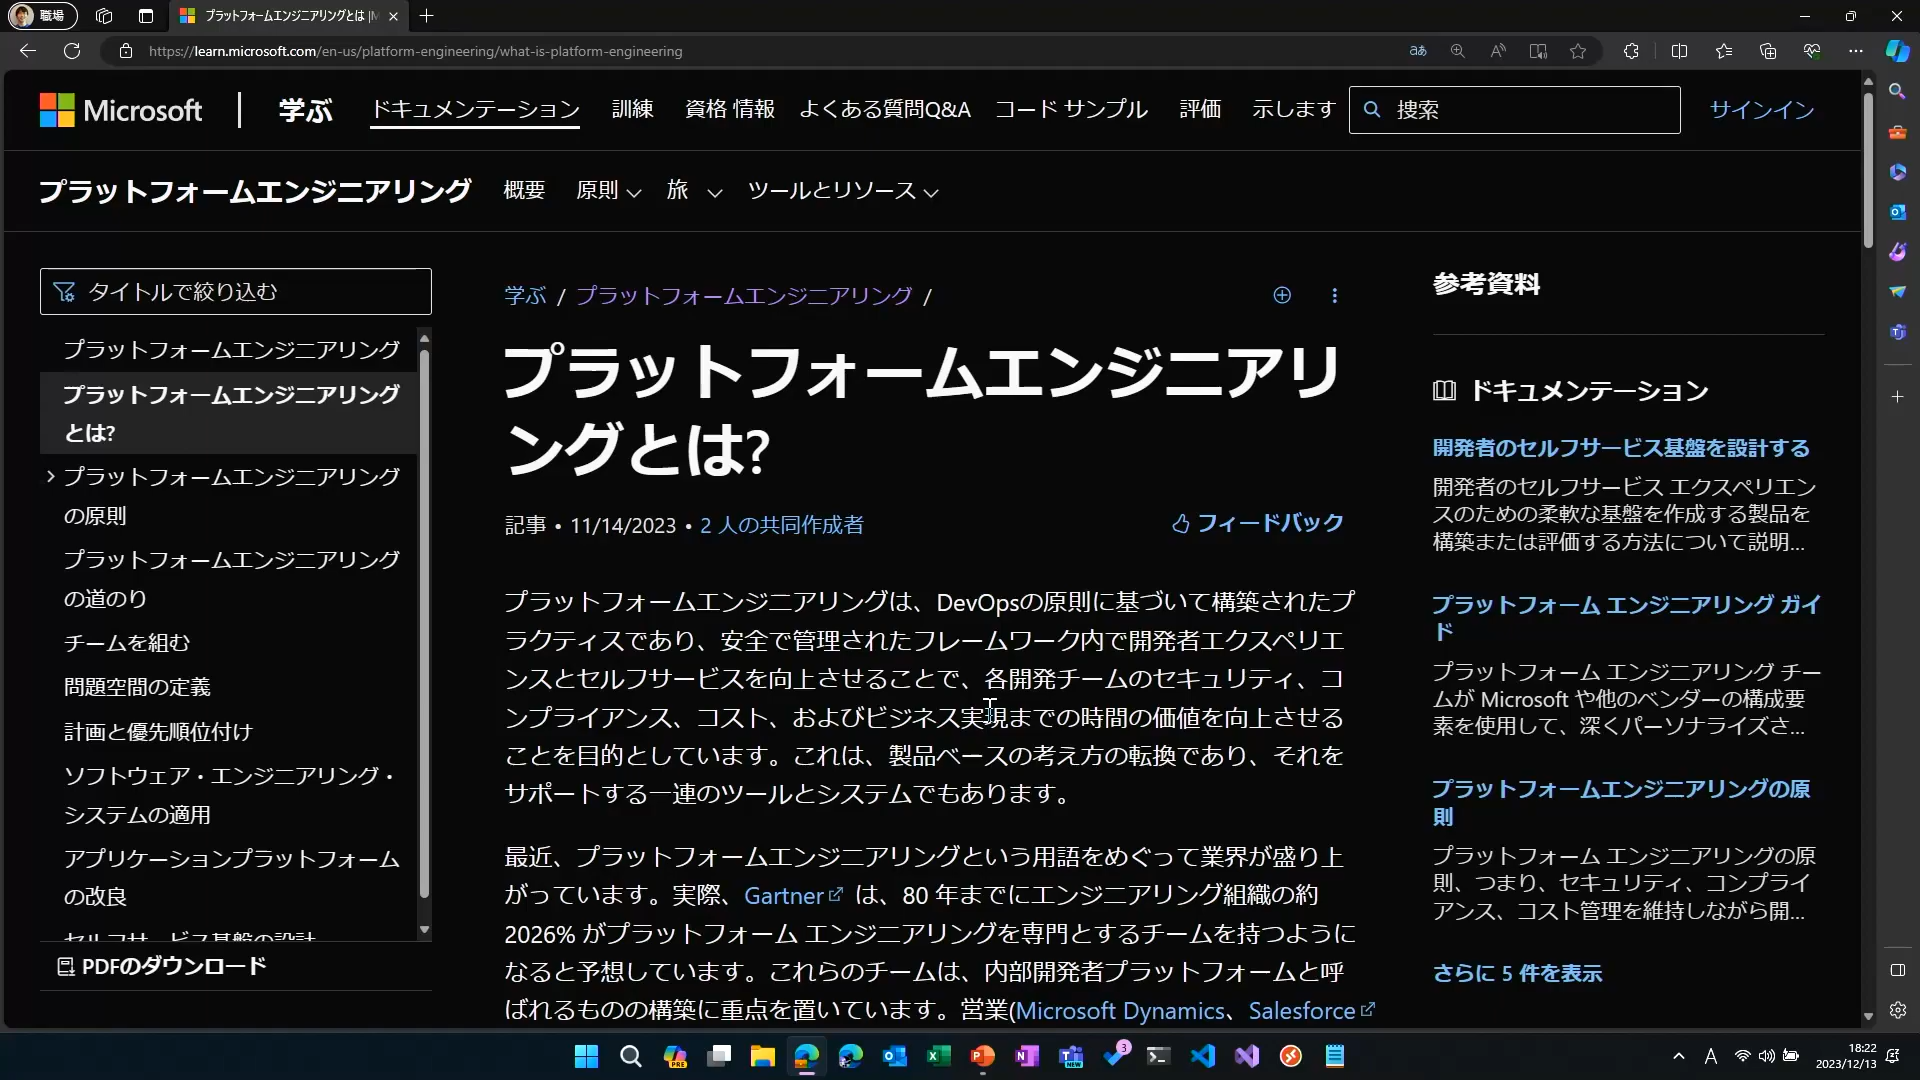 職場
プラットフォームエンジニアリングとは | M
https://learn.microsoft.com/en-us/platform-engineering/what-is-platform-engineering
Microsoft
学ぶ
ドキュメンテーション
訓練
資格 情報
よくある質問Q&A
コード サンプル
評価
示します
捜索
サインイン
プラットフォームエンジニアリング
概要
原則
旅
ツールとリソース
タイトルで絞り込む
プラットフォームエンジニアリング
プラットフォームエンジニアリング
とは?
プラットフォームエンジニアリング
の原則
プラットフォームエンジニアリング
の道のり
チームを組む
問題空間の定義
計画と優先順位付け
ソフトウェア・エンジニアリング・
システムの適用
アプリケーションプラットフォーム
の改良
セルフサービス基盤の設計
PDFのダウンロード
学ぶ / プラットフォームエンジニアリング /
プラットフォームエンジニアリ
ングとは?
記事 • 11/14/2023 • 2 人の共同作成者
フィードバック
プラットフォームエンジニアリングは、DevOpsの原則に基づいて構築されたプ
ラクティスであり、安全で管理されたフレームワーク内で開発者エクスペリエ
ンスとセルフサービスを向上させることで、各開発チームのセキュリティ、コ
ンプライアンス、コスト、およびビジネス実現までの時間の価値を向上させる
ことを目的としています。これは、製品ベースの考え方の転換であり、それを
サポートする一連のツールとシステムでもあります。
最近、プラットフォームエンジニアリングという用語をめぐって業界が盛り上
がっています。実際、Gartner は、80 年までにエンジニアリング組織の約
2026% がプラットフォーム エンジニアリングを専門とするチームを持つように
なると予想しています。これらのチームは、内部開発者プラットフォームと呼
ばれるものの構築に重点を置いています。営業(Microsoft Dynamics、Salesforce
参考資料
ドキュメンテーション
開発者のセルフサービス基盤を設計する
開発者のセルフサービス エクスペリエン
スのための柔軟な基盤を作成する製品を
構築または評価する方法について説明...
プラットフォーム エンジニアリング ガイ
ド
プラットフォーム エンジニアリング チー
ムが Microsoft や他のベンダーの構成要
素を使用して、深くパーソナライズさ...
プラットフォームエンジニアリングの原
則
プラットフォーム エンジニアリングの原
則、つまり、セキュリティ、コンプライ
アンス、コスト管理を維持しながら開...
さらに 5 件を表示
PRE
NEW
3
A
18:22
2023/12/13